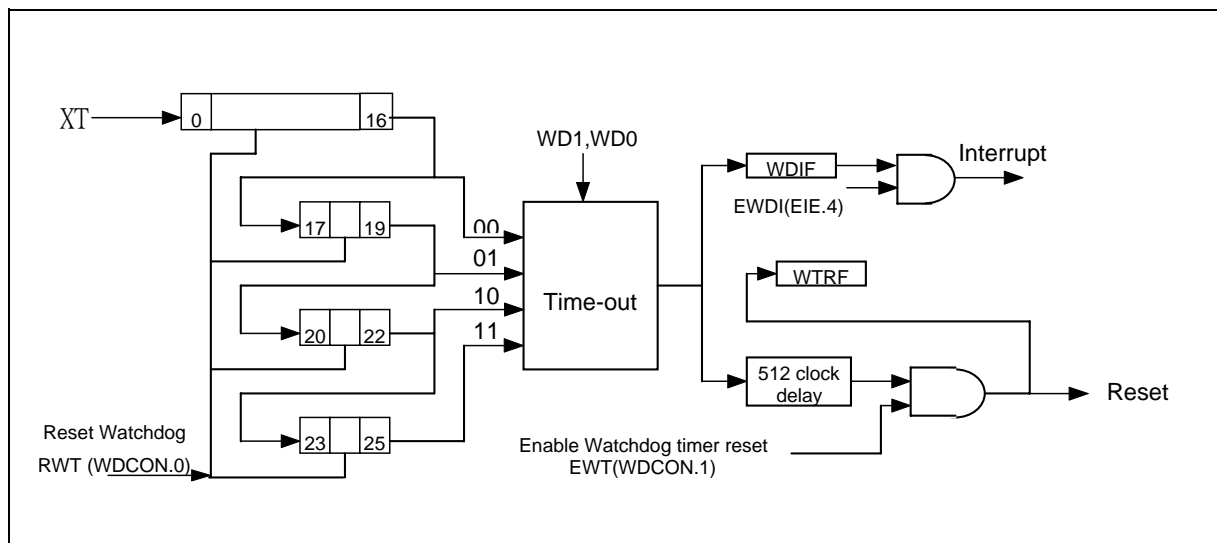 XT
0
16
WD1,WD0
WDIF
Interrupt
EWDI(EIE.4)
17
19
00
01
WTRF
Time-out
10
20
22
11
512 clock
delay
Reset
23
25
Reset Watchdog
RWT (WDCON.0)
Enable Watchdog timer reset
EWT(WDCON.1)